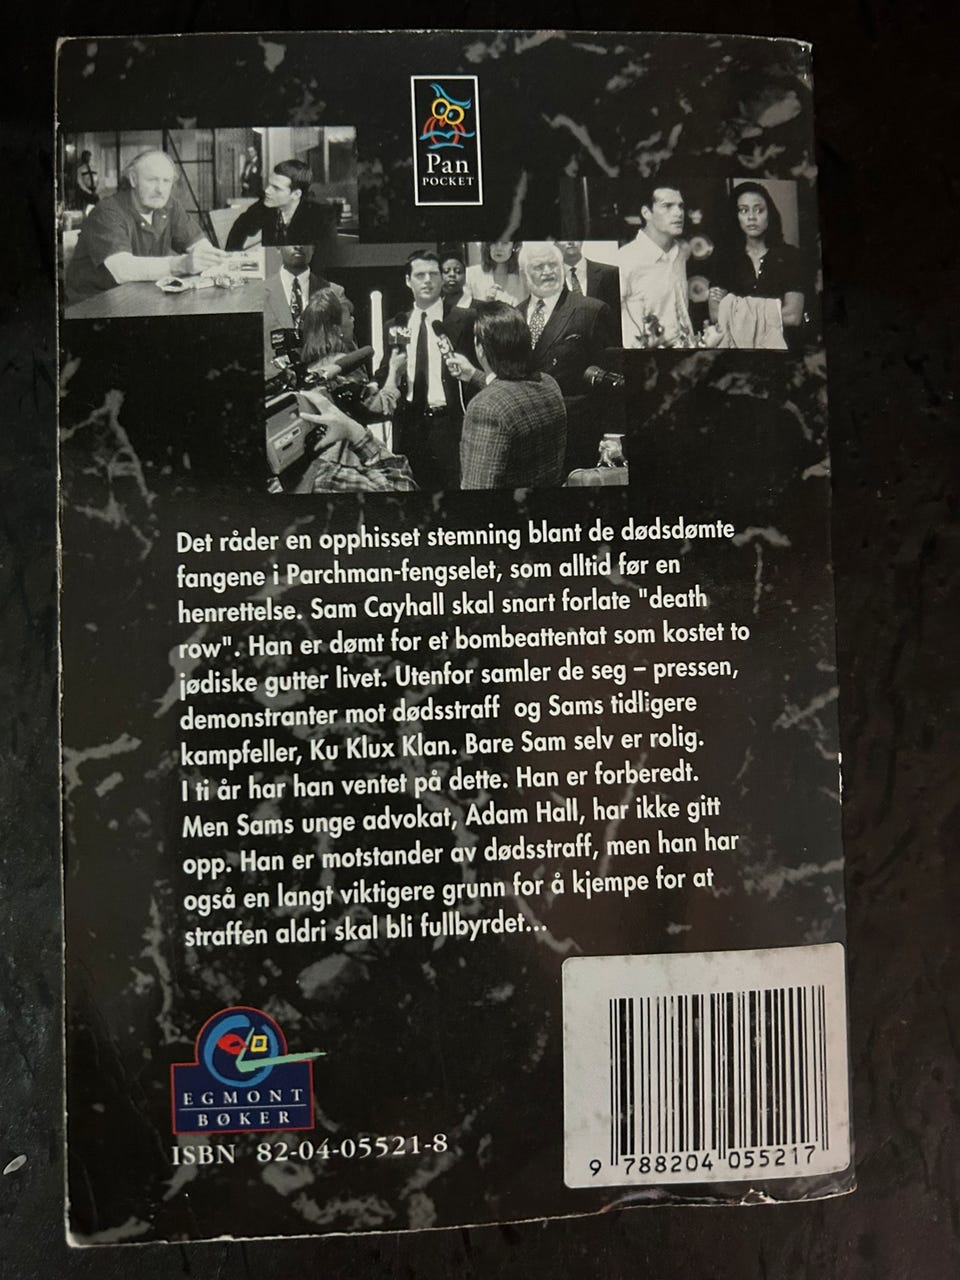 Pan
POCKET
Det råder en opphisset stemning blant de dødsdømte
fangene i Parchman-fengselet, som alltid før en
henrettelse. Sam Cayhall skal snart forlate "death
row". Han er dømt for et bombeattentat som kostet to
jødiske gutter livet. Utenfor samler de seg – pressen,
demonstranter mot dødsstraff og Sams tidligere
kampfeller, Ku Klux Klan. Bare Sam selv er rolig.
I ti år har han ventet på dette. Han er forberedt.
Men Sams unge advokat, Adam Hall, har ikke gitt
opp. Han er motstander av dødsstraff, men han har
også en langt viktigere grunn for å kjempe for at
straffen aldri skal bli fullbyrdet...
EGMONT
BØKER
ISBN 82-04-05521-8
9 788204 055217